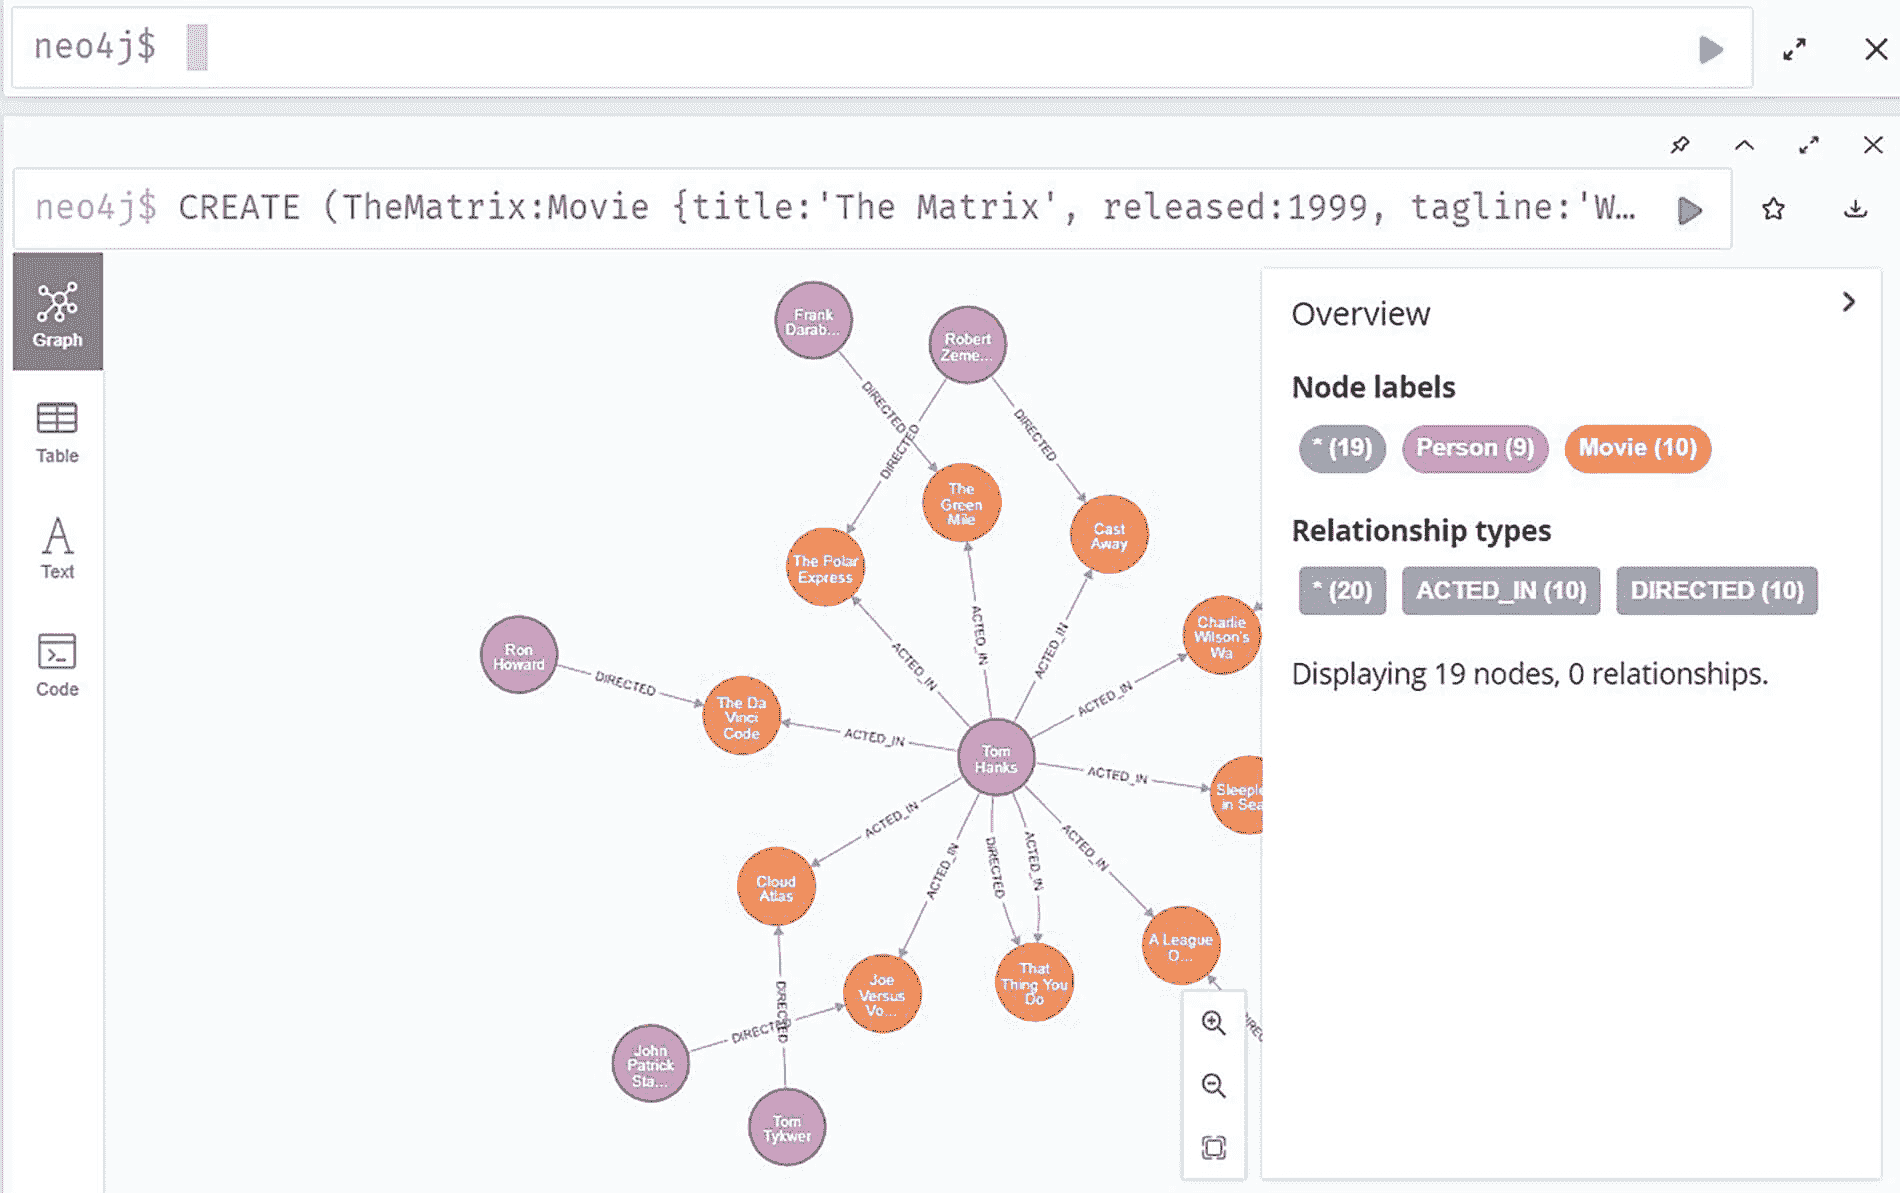 neo4j$
neo4j$ CREATE (TheMatrix:Movie {title:'The Matrix', released:1999, tagline:'W…
Graph
Table
Text
Code
Frank
Darab...
Robert
Zeme...
DIRECTED
DIRECTED
DIRECTED
The
Green
Mile
Cast
Away
The Polar
Express
Charlie
Wilson's
Wa
ACTED_IN
ACTED_IN
ACTED_IN
ACTED_IN
Ron
Howard
DIRECTED
The Da
Vinci
Code
ACTED_IN
Tom
Hanks
ACTED_IN
Sleeple
in Sea
ACTED_IN
ACTED_IN
DIRECTED
ACTED_IN
ACTED_IN
Cloud
Atlas
A League
O...
Joe
Versus
Vo...
That
Thing You
Do
DIRECTED
DIRECTED
John
Patrick
Sta...
Tom
Tykwer
Overview
Node labels
* (19) Person (9) Movie (10)
Relationship types
* (20) ACTED_IN (10) DIRECTED (10)
Displaying 19 nodes, 0 relationships.